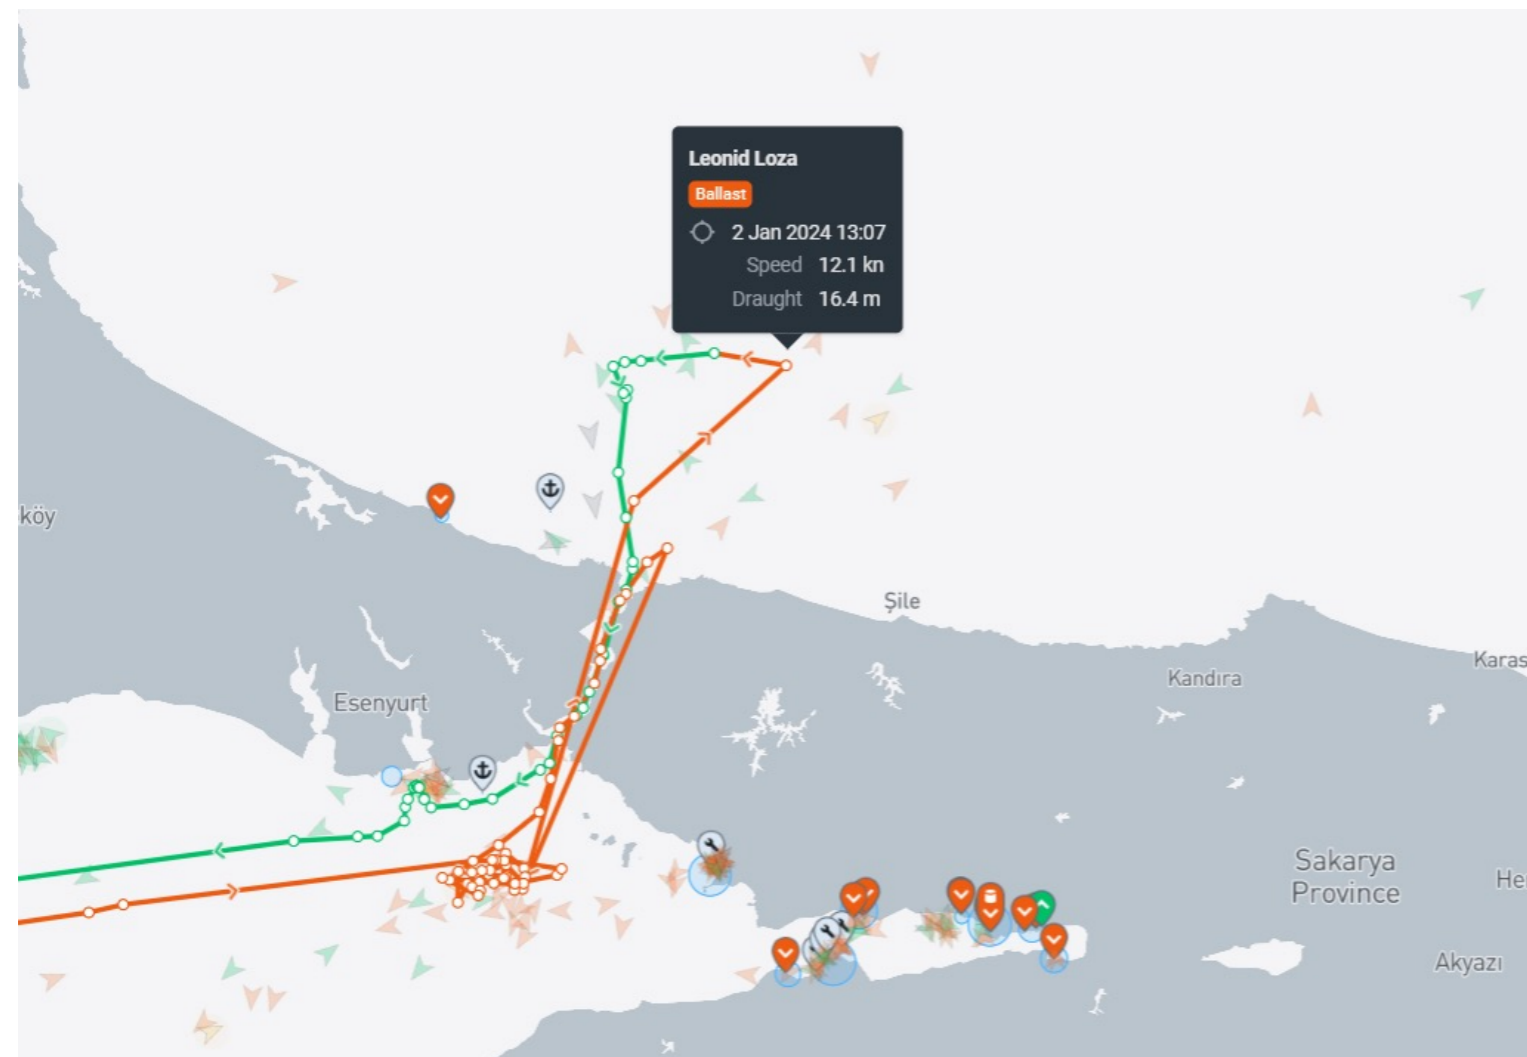 Leonid Loza
Ballast
2 Jan 2024 13:07
Speed 12.1 kn
Draught 16.4 m
köy
Şile
Karas
Kandıra
Esenyurt
Sakarya
Province
He
Akyazı